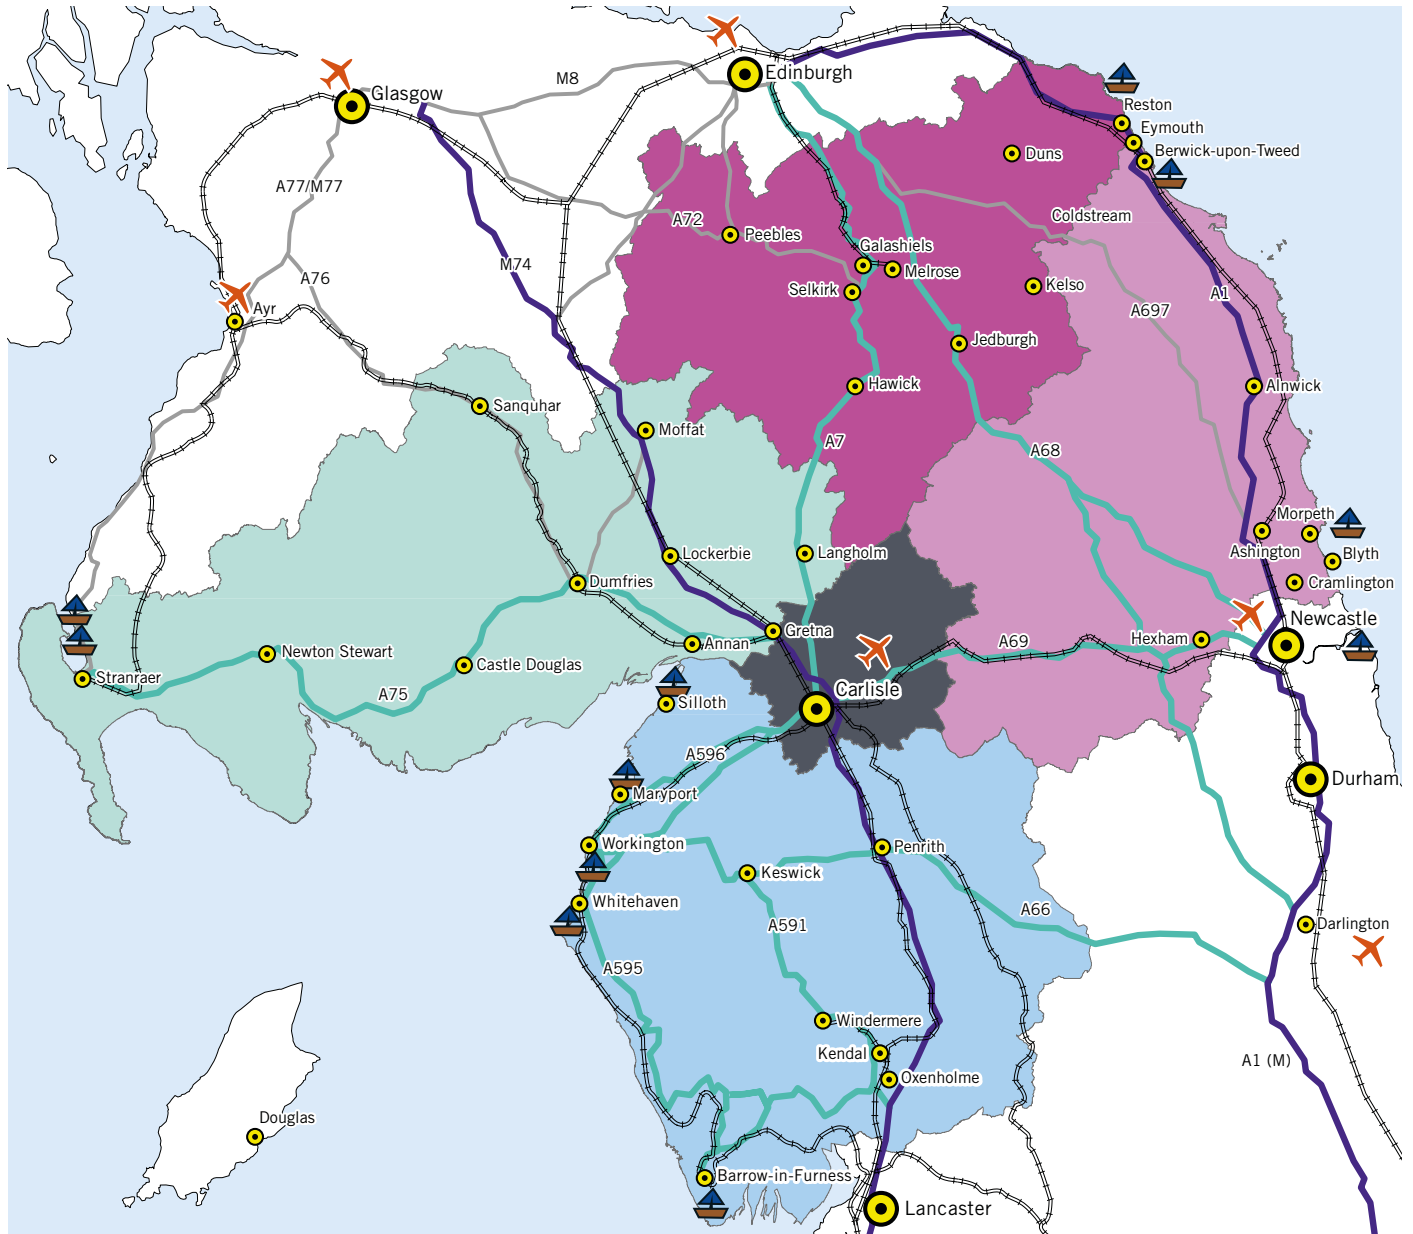 Edinburgh
M8
Glasgow
Reston
Eymouth
Berwick-upon-Tweed
Duns
A77/M77
A72
Peebles
Coldstream
Galashiels
Melrose
M74
A76
Selkirk
Kelso
A1
Ayr
A697
Jedburgh
Hawick
Alnwick
Sanquhar
Moffat
A7
A68
Morpeth
Lockerbie
Langholm
Ashington
Blyth
Dumfries
Cramlington
Newcastle
Gretna
Hexham
A69
Annan
Newton Stewart
Castle Douglas
Stranraer
A75
Carlisle
Silloth
A596
Maryport
Durham
Workington
Penrith
Keswick
Whitehaven
A66
A591
Darlington
A595
Windermere
Kendal
A1 (M)
Oxenholme
Douglas
Barrow-in-Furness
Lancaster